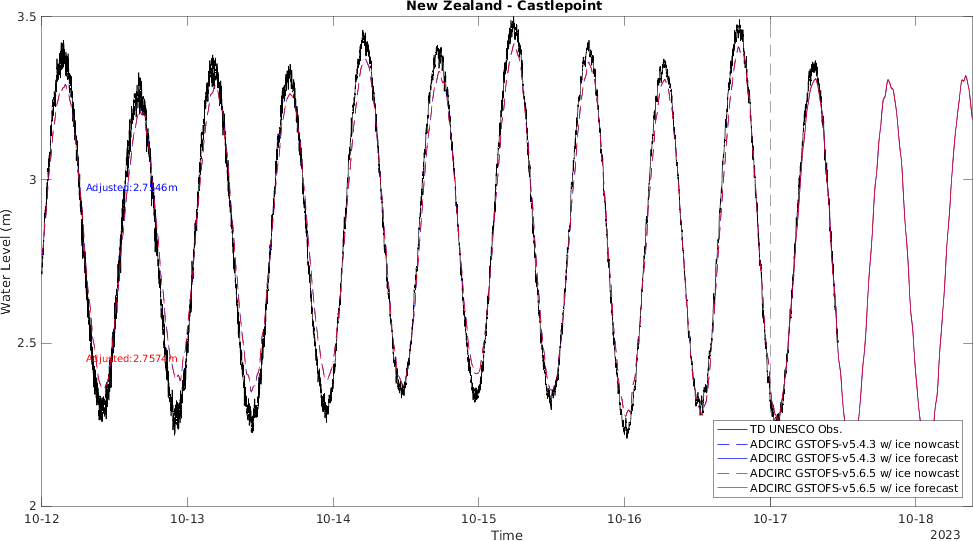 New Zealand - Castlepoint
3.5
3
2.5
2
Water Level (m)
Adjusted:2.7546m
Adjusted:2.7574m
TD UNESCO Obs.
ADCIRC GSTOFS-v5.4.3 w/ ice nowcast
ADCIRC GSTOFS-v5.4.3 w/ ice forecast
ADCIRC GSTOFS-v5.6.5 w/ ice nowcast
ADCIRC GSTOFS-v5.6.5 w/ ice forecast
10-12 10-13 10-14 10-15 10-16 10-17 10-18
Time
2023